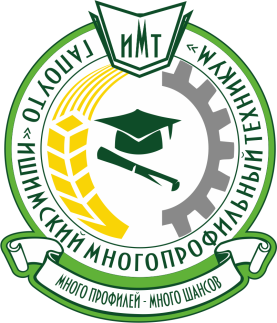 ИМТ
ГАПОУ ТО «ИШИМСКИЙ МНОГОПРОФИЛЬНЫЙ ТЕХНИКУМ»
МНОГО ПРОФИЛЕЙ - МНОГО ШАНСОВ